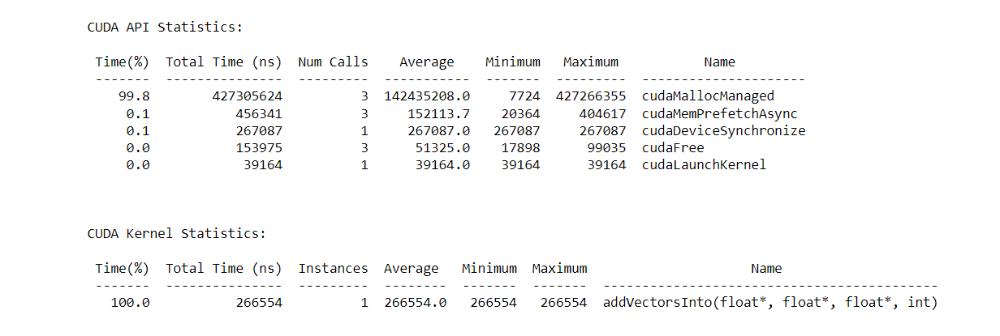 CUDA API Statistics:
Time(%) Total Time (ns) Num Calls Average Minimum Maximum Name
------- --------------- --------- ----------- ------- --------- ---------------------
99.8 427305624 3 142435208.0 7724 427266355 cudaMallocManaged
0.1 456341 3 152113.7 20364 404617 cudaMemPrefetchAsync
0.1 267087 1 267087.0 267087 267087 cudaDeviceSynchronize
0.0 153975 3 51325.0 17898 99035 cudaFree
0.0 39164 1 39164.0 39164 39164 cudaLaunchKernel
CUDA Kernel Statistics:
Time(%) Total Time (ns) Instances Average Minimum Maximum Name
------- --------------- --------- -------- ------- ------- -------------------------------------------
100.0 266554 1 266554.0 266554 266554 addVectorsInto(float*, float*, float*, int)